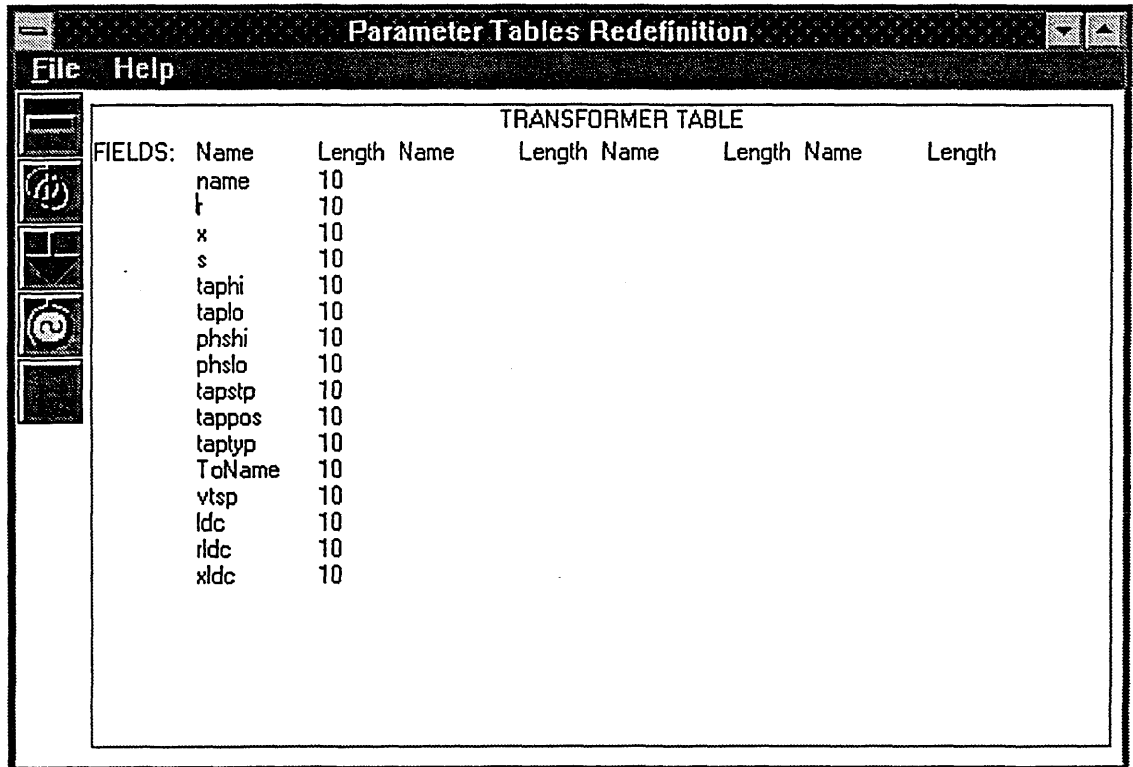 Parameter Tables Redefinition
File Help
TRANSFORMER TABLE
FIELDS: Name Length Name Length Name Length Name Length
name 10
r 10
x 10
s 10
taphi 10
taplo 10
phshi 10
phslo 10
tapstp 10
tappos 10
taptyp 10
ToName 10
vtsp 10
ldc 10
rldc 10
xldc 10